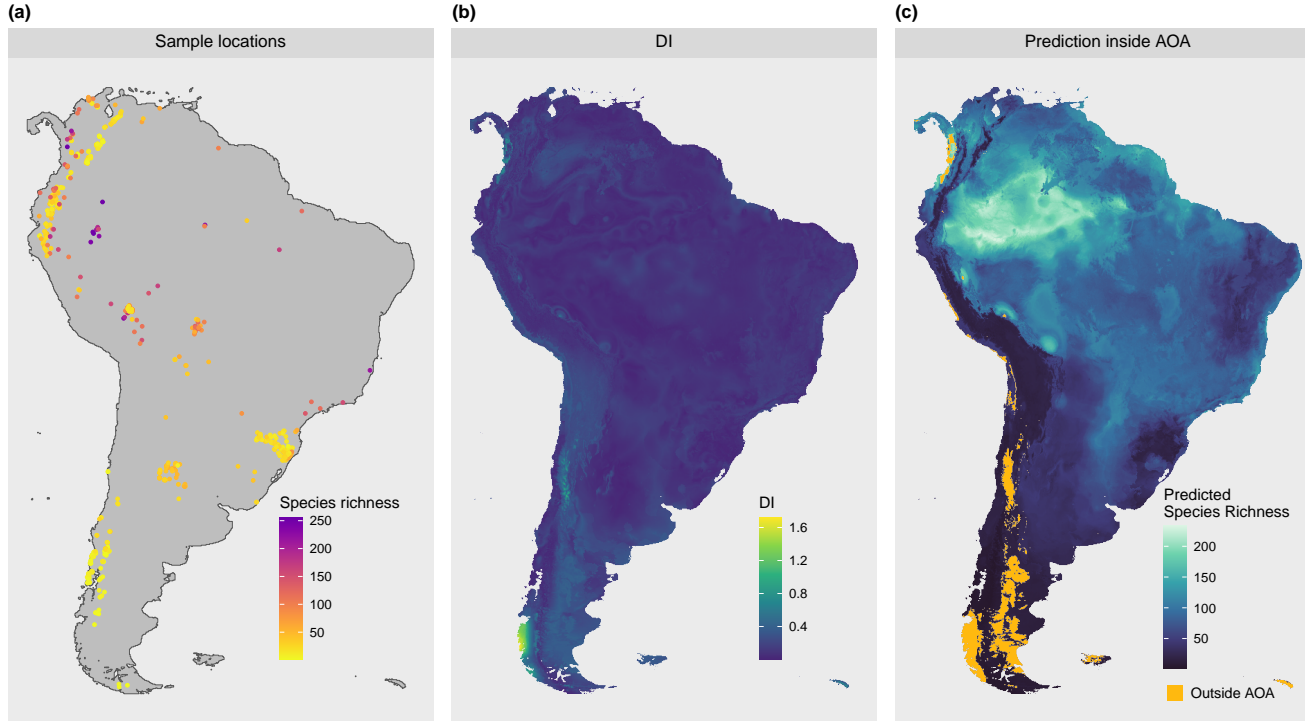 (a)
Sample locations
Species richness
250
200
150
100
50
(b)
DI
DI
1.6
1.2
0.8
0.4
(c)
Prediction inside AOA
Predicted
Species Richness
200
150
100
50
Outside AOA